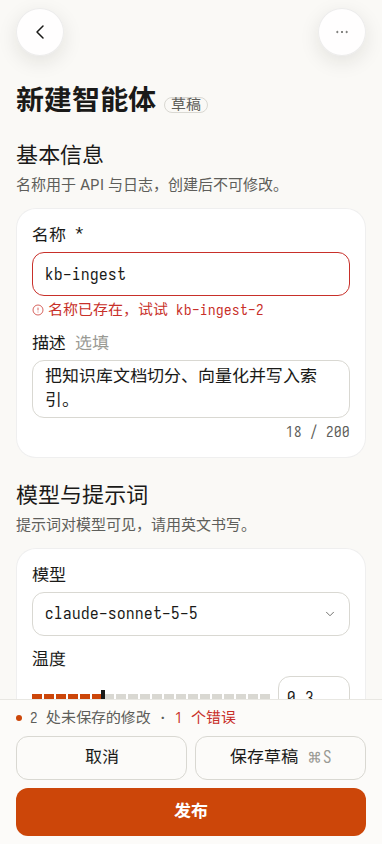 新建智能体 草稿
基本信息
名称用于 API 与日志，创建后不可修改。
名称 *
kb-ingest
名称已存在，试试 kb-ingest-2
描述 选填
把知识库文档切分、向量化并写入索
引。
18 / 200
模型与提示词
提示词对模型可见，请用英文书写。
模型
claude-sonnet-5-5
温度
0.3
2 处未保存的修改 · 1 个错误
取消
保存草稿 ⌘S
发布